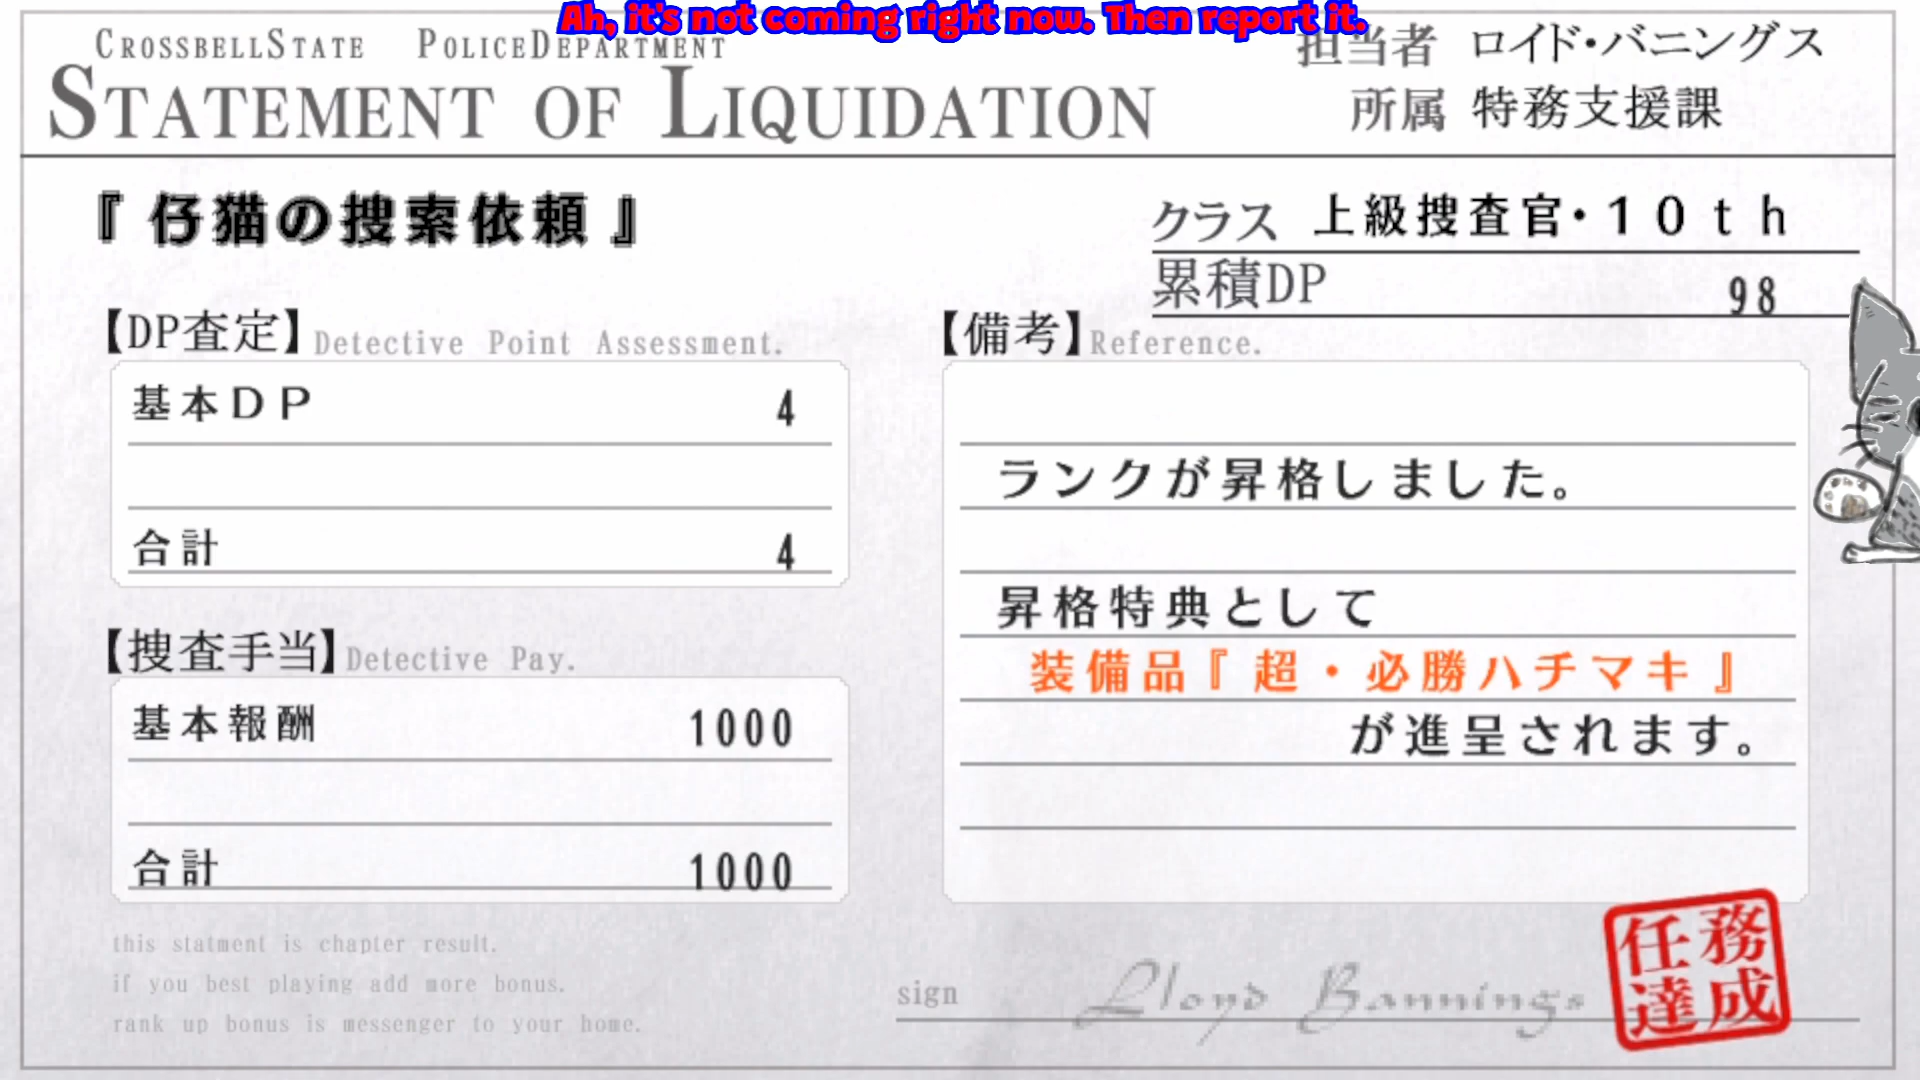 Ah, it's not coming right now. Then report it.
CROSSBELLSTATE POLICEDEPARTMENT
STATEMENT OF LIQUIDATION
担当者 ロイド・バニングス
所属 特務支援課
『仔猫の捜索依頼』
クラス 上級捜査官・10th
累積DP 98
【DP査定】Detective Point Assessment.
基本DP 4
合計 4
【捜査手当】Detective Pay.
基本報酬 1000
合計 1000
【備考】Reference.
ランクが昇格しました。
昇格特典として
装備品『超・必勝ハチマキ』
が進呈されます。
this statment is chapter result.
if you best playing add more bonus.
rank up bonus is messenger to your home.
sign Lloyd Bannings
任務
達成